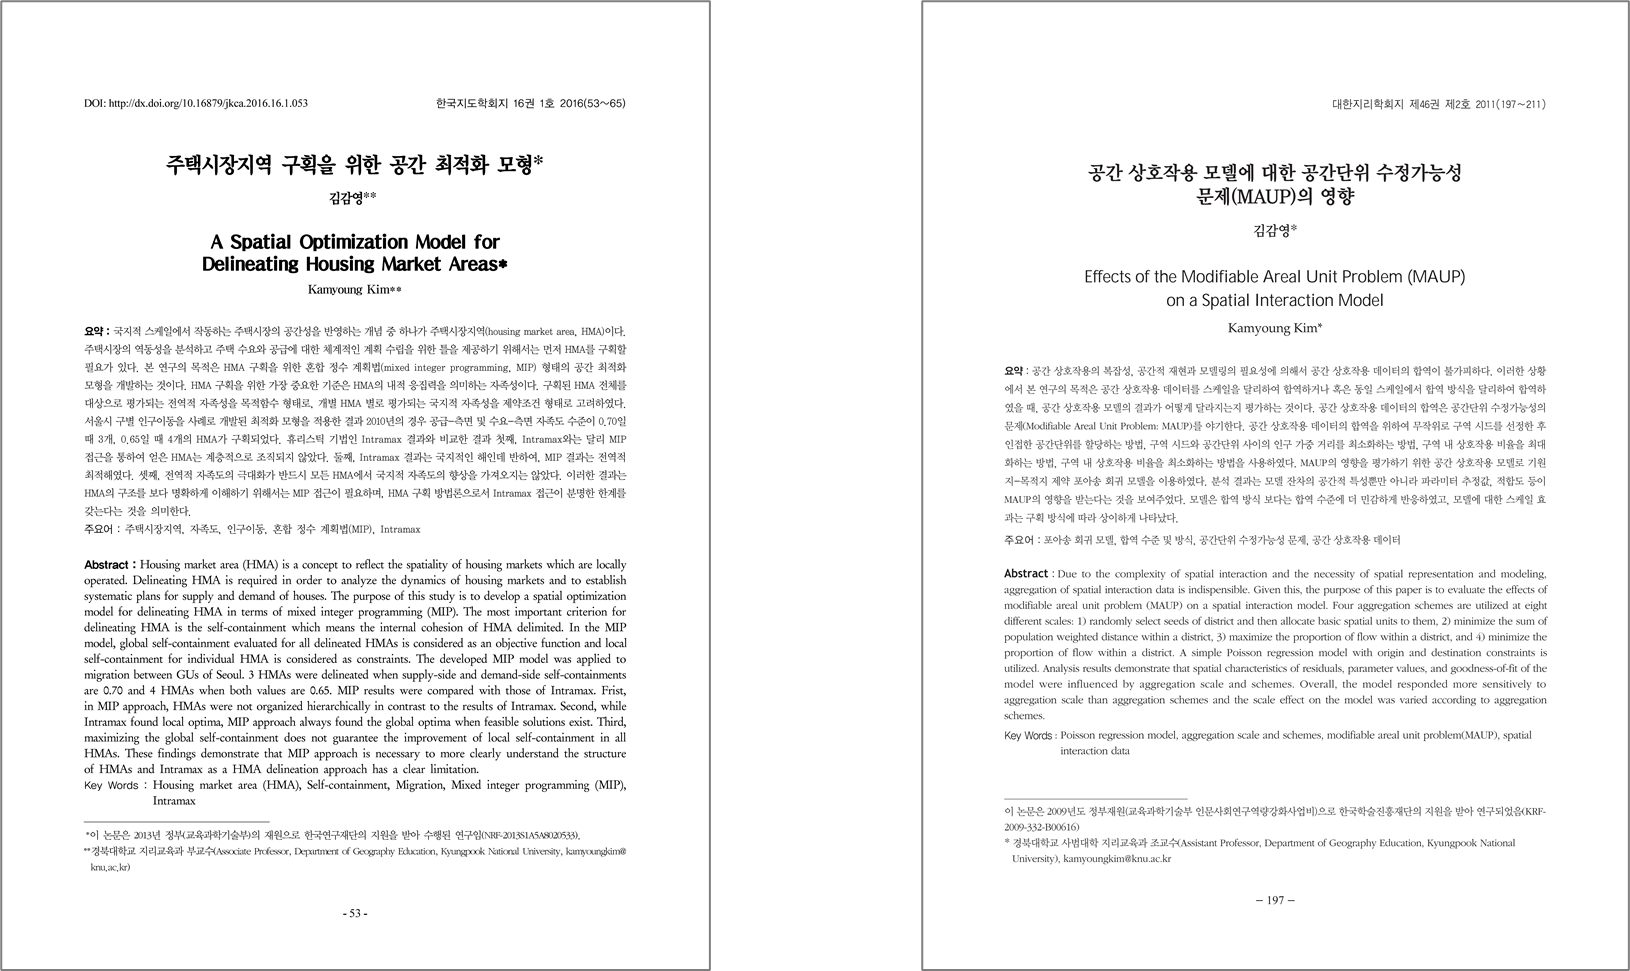 DOI: http://dx.doi.org/10.16879/jkca.2016.16.1.053
한국지도학회지 16권 1호 2016(53~65)
주택시장지역 구획을 위한 공간 최적화 모형*
김감영**
A Spatial Optimization Model for
Delineating Housing Market Areas*
Kamyoung Kim**
요약 : 국지적 스케일에서 작동하는 주택시장의 공간성을 반영하는 개념 중 하나가 주택시장지역(housing market area, HMA)이다.
주택시장의 역동성을 분석하고 주택 수요와 공급에 대한 체계적인 계획 수립을 위한 틀을 제공하기 위해서는 먼저 HMA를 구획할
필요가 있다. 본 연구의 목적은 HMA 구획을 위한 혼합 정수 계획법(mixed integer programming, MIP) 형태의 공간 최적화
모형을 개발하는 것이다. HMA 구획을 위한 가장 중요한 기준은 HMA의 내적 응집력을 의미하는 자족성이다. 구획된 HMA 전체를
대상으로 평가되는 전역적 자족성을 목적함수 형태로, 개별 HMA 별로 평가되는 국지적 자족성을 제약조건 형태로 고려하였다.
서울시 구별 인구이동을 사례로 개발된 최적화 모형을 적용한 결과 2010년의 경우 공급-측면 및 수요-측면 자족도 수준이 0.70일
때 3개, 0.65일 때 4개의 HMA가 구획되었다. 휴리스틱 기법인 Intramax 결과와 비교한 결과 첫째, Intramax와는 달리 MIP
접근을 통하여 얻은 HMA는 계층적으로 조직되지 않았다. 둘째, Intramax 결과는 국지적인 해인데 반하여, MIP 결과는 전역적
최적해였다. 셋째, 전역적 자족도의 극대화가 반드시 모든 HMA에서 국지적 자족도의 향상을 가져오지는 않았다. 이러한 결과는
HMA의 구조를 보다 명확하게 이해하기 위해서는 MIP 접근이 필요하며, HMA 구획 방법론으로서 Intramax 접근이 분명한 한계를
갖는다는 것을 의미한다.
주요어 : 주택시장지역, 자족도, 인구이동, 혼합 정수 계획법(MIP), Intramax
Abstract : Housing market area (HMA) is a concept to reflect the spatiality of housing markets which are locally
operated. Delineating HMA is required in order to analyze the dynamics of housing markets and to establish
systematic plans for supply and demand of houses. The purpose of this study is to develop a spatial optimization
model for delineating HMA in terms of mixed integer programming (MIP). The most important criterion for
delineating HMA is the self-containment which means the internal cohesion of HMA delimited. In the MIP
model, global self-containment evaluated for all delineated HMAs is considered as an objective function and local
self-containment for individual HMA is considered as constraints. The developed MIP model was applied to
migration between GUs of Seoul. 3 HMAs were delineated when supply-side and demand-side self-containments
are 0.70 and 4 HMAs when both values are 0.65. MIP results were compared with those of Intramax. Frist,
in MIP approach, HMAs were not organized hierarchically in contrast to the results of Intramax. Second, while
Intramax found local optima, MIP approach always found the global optima when feasible solutions exist. Third,
maximizing the global self-containment does not guarantee the improvement of local self-containment in all
HMAs. These findings demonstrate that MIP approach is necessary to more clearly understand the structure
of HMAs and Intramax as a HMA delineation approach has a clear limitation.
Key Words : Housing market area (HMA), Self-containment, Migration, Mixed integer programming (MIP),
Intramax
*이 논문은 2013년 정부(교육과학기술부)의 재원으로 한국연구재단의 지원을 받아 수행된 연구임(NRF-2013S1A5A8020533).
**경북대학교 지리교육과 부교수(Associate Professor, Department of Geography Education, Kyungpook National University, kamyoungkim@
knu.ac.kr)
- 53 -
대한지리학회지 제46권 제2호 2011(197~211)
공간 상호작용 모델에 대한 공간단위 수정가능성
문제(MAUP)의 영향
김감영*
Effects of the Modifiable Areal Unit Problem (MAUP)
on a Spatial Interaction Model
Kamyoung Kim*
요약 : 공간 상호작용의 복잡성, 공간적 재현과 모델링의 필요성에 의해서 공간 상호작용 데이터의 합역이 불가피하다. 이러한 상황
에서 본 연구의 목적은 공간 상호작용 데이터를 스케일을 달리하여 합역하거나 혹은 동일 스케일에서 합역 방식을 달리하여 합역하
였을 때, 공간 상호작용 모델의 결과가 어떻게 달라지는지 평가하는 것이다. 공간 상호작용 데이터의 합역은 공간단위 수정가능성의
문제(Modifiable Areal Unit Problem: MAUP)를 야기한다. 공간 상호작용 데이터의 합역을 위하여 무작위로 구역 시드를 선정한 후
인접한 공간단위를 할당하는 방법, 구역 시드와 공간단위 사이의 인구 가중 거리를 최소화하는 방법, 구역 내 상호작용 비율을 최대
화하는 방법, 구역 내 상호작용 비율을 최소화하는 방법을 사용하였다. MAUP의 영향을 평가하기 위한 공간 상호작용 모델로 기원
지-목적지 제약 포아송 회귀 모델을 이용하였다. 분석 결과는 모델 잔차의 공간적 특성뿐만 아니라 파라미터 추정값, 적합도 등이
MAUP의 영향을 받는다는 것을 보여주었다. 모델은 합역 방식 보다는 합역 수준에 더 민감하게 반응하였고, 모델에 대한 스케일 효
과는 구획 방식에 따라 상이하게 나타났다.
주요어 : 포아송 회귀 모델, 합역 수준 및 방식, 공간단위 수정가능성 문제, 공간 상호작용 데이터
Abstract : Due to the complexity of spatial interaction and the necessity of spatial representation and modeling,
aggregation of spatial interaction data is indispensible. Given this, the purpose of this paper is to evaluate the effects of
modifiable areal unit problem (MAUP) on a spatial interaction model. Four aggregation schemes are utilized at eight
different scales: 1) randomly select seeds of district and then allocate basic spatial units to them, 2) minimize the sum of
population weighted distance within a district, 3) maximize the proportion of flow within a district, and 4) minimize the
proportion of flow within a district. A simple Poisson regression model with origin and destination constraints is
utilized. Analysis results demonstrate that spatial characteristics of residuals, parameter values, and goodness-of-fit of the
model were influenced by aggregation scale and schemes. Overall, the model responded more sensitively to
aggregation scale than aggregation schemes and the scale effect on the model was varied according to aggregation
schemes.
Key Words : Poisson regression model, aggregation scale and schemes, modifiable areal unit problem(MAUP), spatial
interaction data
이 논문은 2009년도 정부재원(교육과학기술부 인문사회연구역량강화사업비)으로 한국학술진흥재단의 지원을 받아 연구되었음(KRF-
2009-332-B00616)
* 경북대학교 사범대학 지리교육과 조교수(Assistant Professor, Department of Geography Education, Kyungpook National
University), kamyoungkim@knu.ac.kr
- 197 -